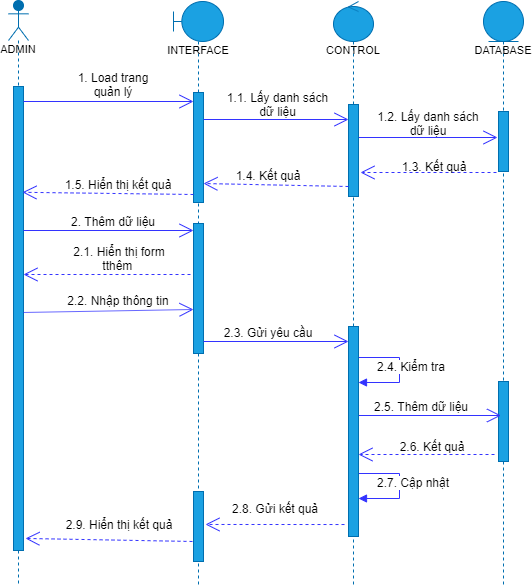 ADMIN
INTERFACE
CONTROL
DATABASE
1. Load trang
quản lý
1.1. Lấy danh sách
dữ liệu
1.2. Lấy danh sách
dữ liệu
1.3. Kết quả
1.4. Kết quả
1.5. Hiển thị kết quả
2. Thêm dữ liệu
2.1. Hiển thị form
tthêm
2.2. Nhập thông tin
2.3. Gửi yêu cầu
2.4. Kiểm tra
2.5. Thêm dữ liệu
2.6. Kết quả
2.7. Cập nhật
2.8. Gửi kết quả
2.9. Hiển thị kết quả